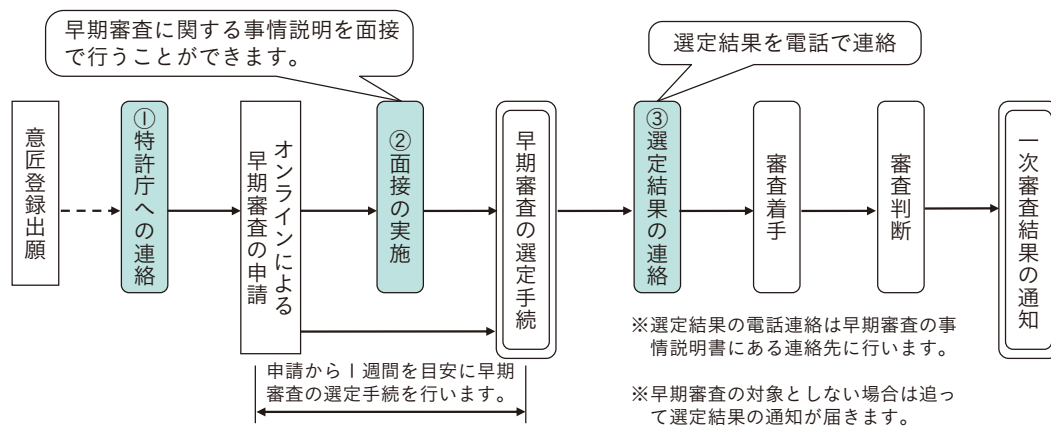 早期審査に関する事情説明を面接
で行うことができます。
選定結果を電話で連絡
意匠登録出願
①特許庁への連絡
オンラインによる
早期審査の申請
②面接の実施
早期審査の選定手続
③選定結果の連絡
審査着手
審査判断
一次審査結果の通知
申請から1週間を目安に早期
審査の選定手続を行います。
※選定結果の電話連絡は早期審査の事
情説明書にある連絡先に行います。
※早期審査の対象としない場合は追っ
て選定結果の通知が届きます。